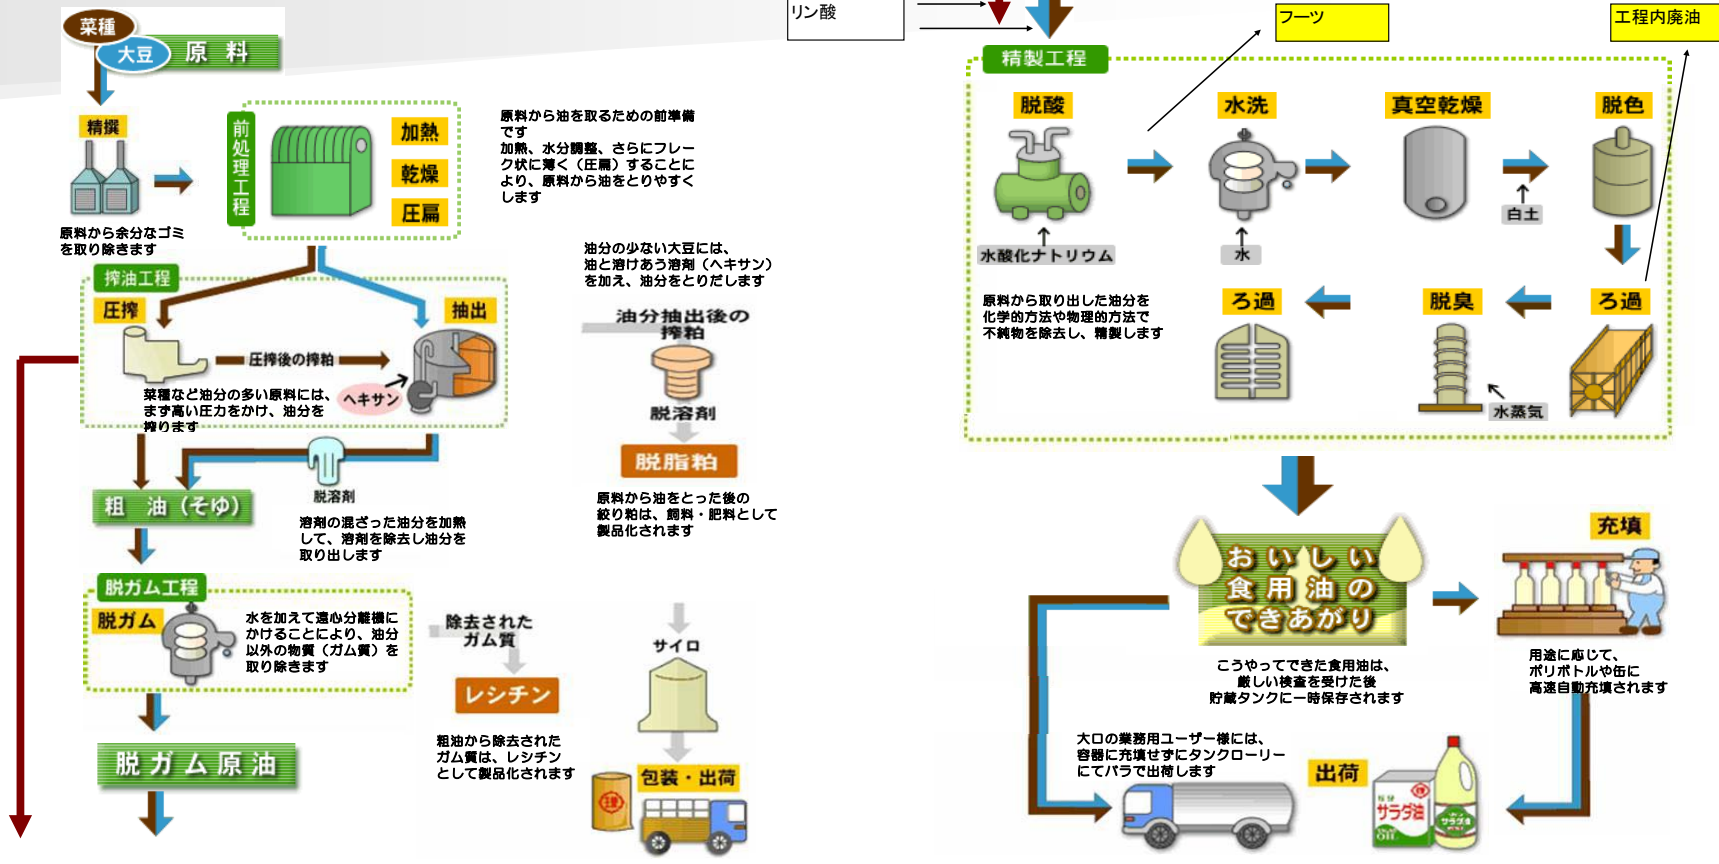 菜種
大豆
原料
精撰
原料から余分なゴミ
を取り除きます
前処理工程
加熱
乾燥
圧扁
原料から油を取るための前準備
です
加熱、水分調整、さらにフレー
ク状に薄く（圧扁）することに
より、原料から油をとりやすく
します
搾油工程
圧搾
抽出
圧搾後の搾粕
ヘキサン
菜種など油分の多い原料には、
まず高い圧力をかけ、油分を
搾ります
油分の少ない大豆には、
油と溶けあう溶剤（ヘキサン）
を加え、油分をとりだします
油分抽出後の
搾粕
脱溶剤
脱脂粕
原料から油をとった後の
絞り粕は、飼料・肥料として
製品化されます
粗 油（そゆ）
脱溶剤
溶剤の混ざった油分を加熱
して、溶剤を除去し油分を
取り出します
脱ガム工程
脱ガム
水を加えて遠心分離機に
かけることにより、油分
以外の物質（ガム質）を
取り除きます
除去された
ガム質
レシチン
粗油から除去された
ガム質は、レシチン
として製品化されます
サイロ
包装・出荷
脱ガム原油
リン酸
フーツ
工程内廃油
精製工程
脱酸
水洗
真空乾燥
脱色
水酸化ナトリウム
水
白土
原料から取り出した油分を
化学的方法や物理的方法で
不純物を除去し、精製します
ろ過
脱臭
ろ過
水蒸気
おいしい
食用油の
できあがり
こうやってできた食用油は、
厳しい検査を受けた後
貯蔵タンクに一時保存されます
充填
用途に応じて、
ポリボトルや缶に
高速自動充填されます
大口の業務用ユーザー様には、
容器に充填せずにタンクローリー
にてバラで出荷します
出荷
サラダ油
OIL
サラダ油